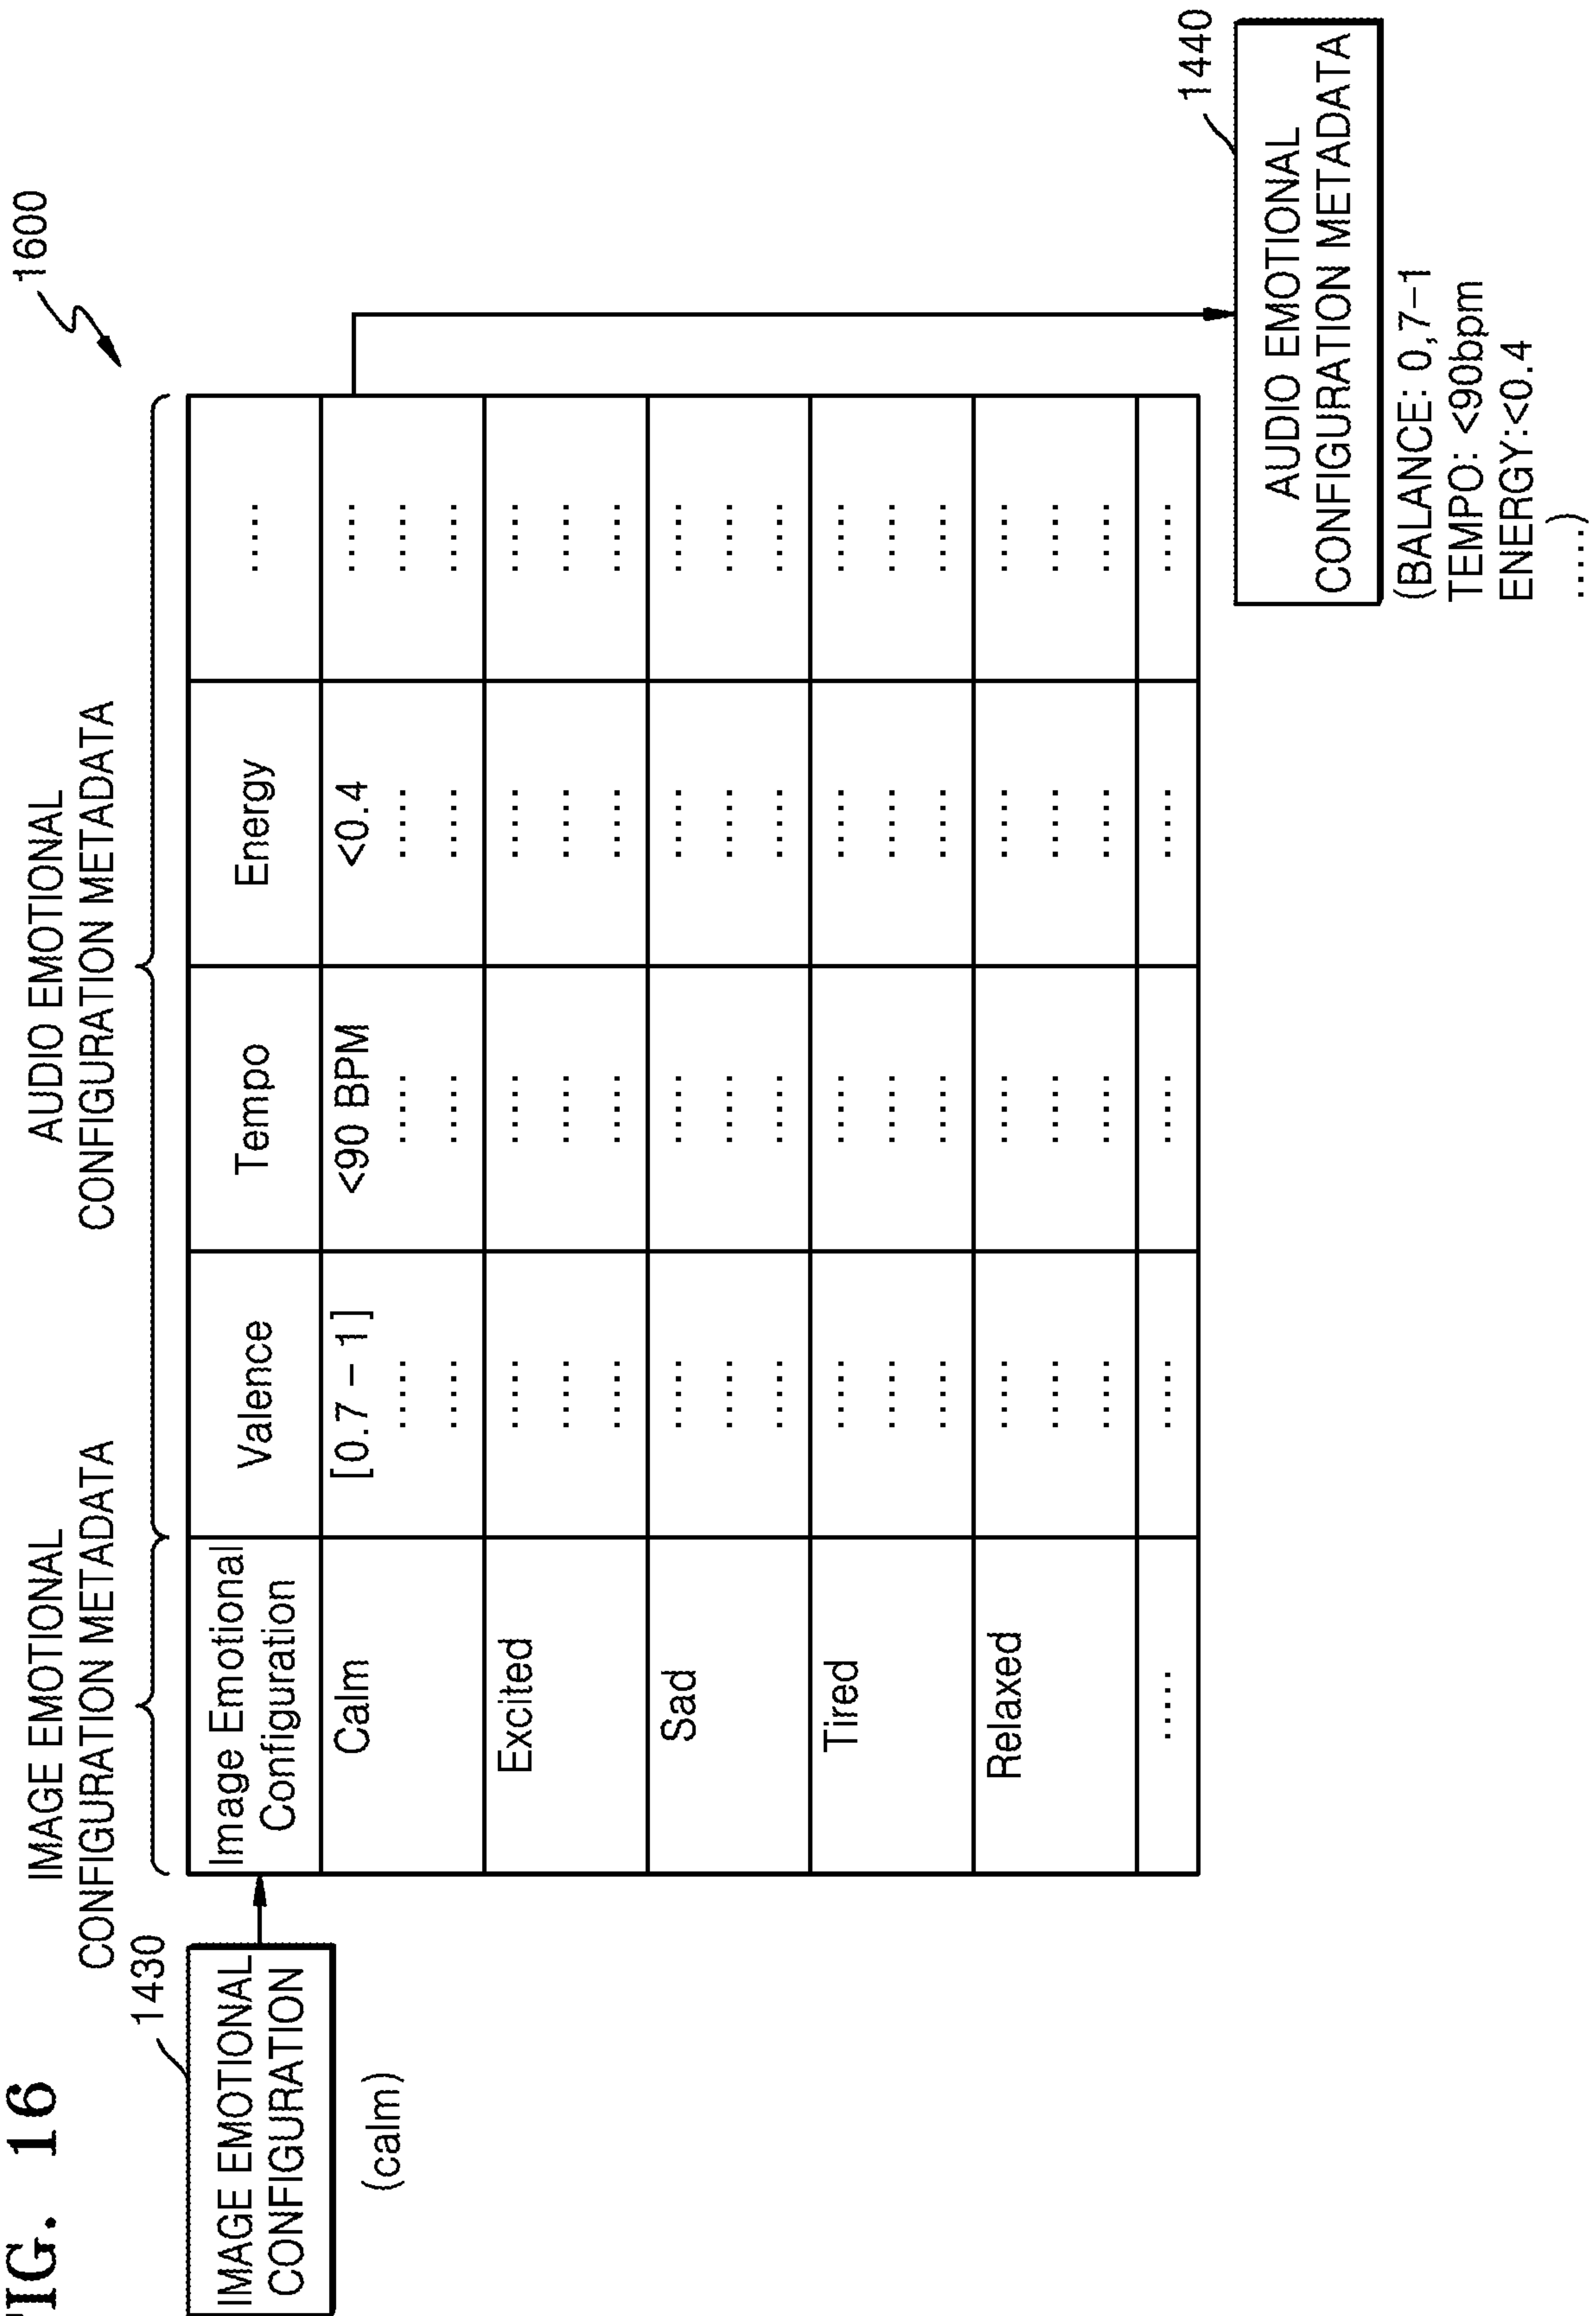 FIG. 16
IMAGE EMOTIONAL
CONFIGURATION METADATA
AUDIO EMOTIONAL
CONFIGURATION METADATA
1600
1430
IMAGE EMOTIONAL
CONFIGURATION
(calm)
Image Emotional
Configuration
Valence
Tempo
Energy
.....
Calm
[0.7 - 1]
<90 BPM
<0.4
.....
..... ..... ..... .....
..... ..... ..... .....
Excited
..... ..... ..... .....
..... ..... ..... .....
..... ..... ..... .....
Sad
..... ..... ..... .....
..... ..... ..... .....
..... ..... ..... .....
Tired
..... ..... ..... .....
..... ..... ..... .....
..... ..... ..... .....
Relaxed
..... ..... ..... .....
..... ..... ..... .....
..... ..... ..... .....
..... ..... ..... ..... .....
1440
AUDIO EMOTIONAL
CONFIGURATION METADATA
(BALANCE: 0,7-1
TEMPO: <90bpm
ENERGY:<0.4
.....)